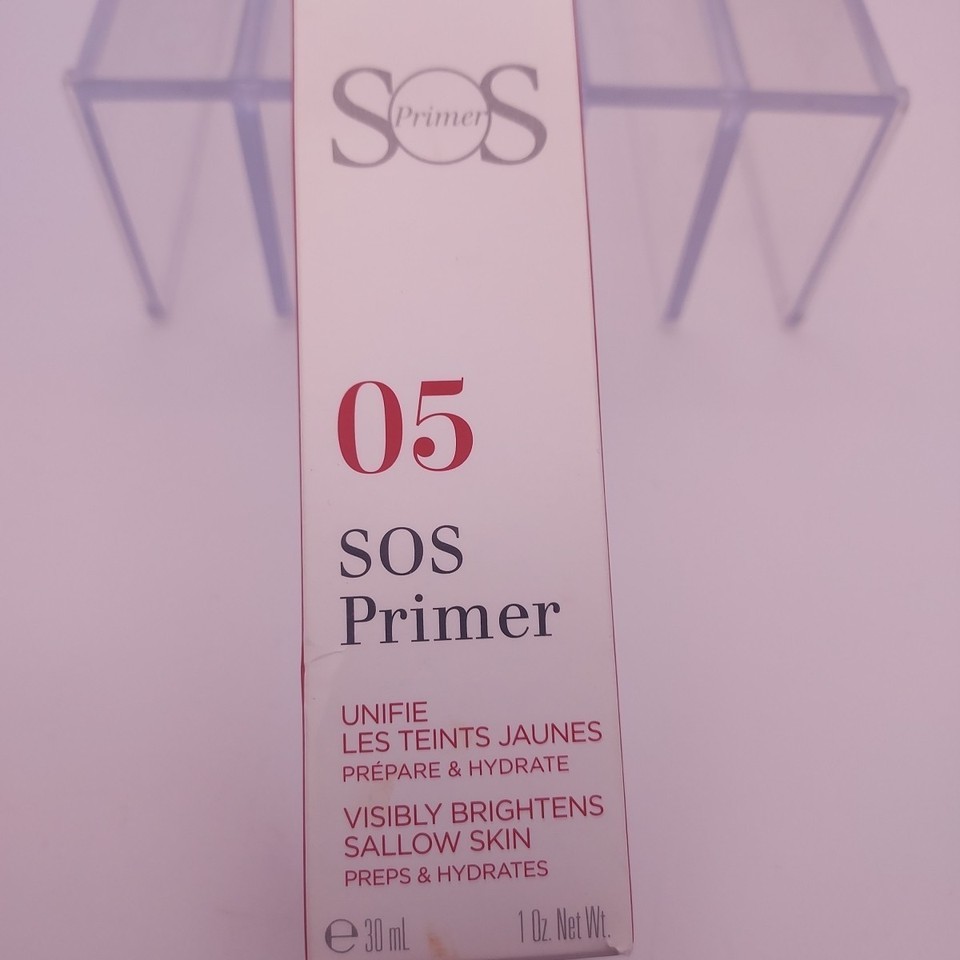 SOS
Primer
05
SOS
Primer
UNIFIE
LES TEINTS JAUNES
PRÉPARE & HYDRATE
VISIBLY BRIGHTENS
SALLOW SKIN
PREPS & HYDRATES
℮ 30 mL 1 Oz. Net Wt.